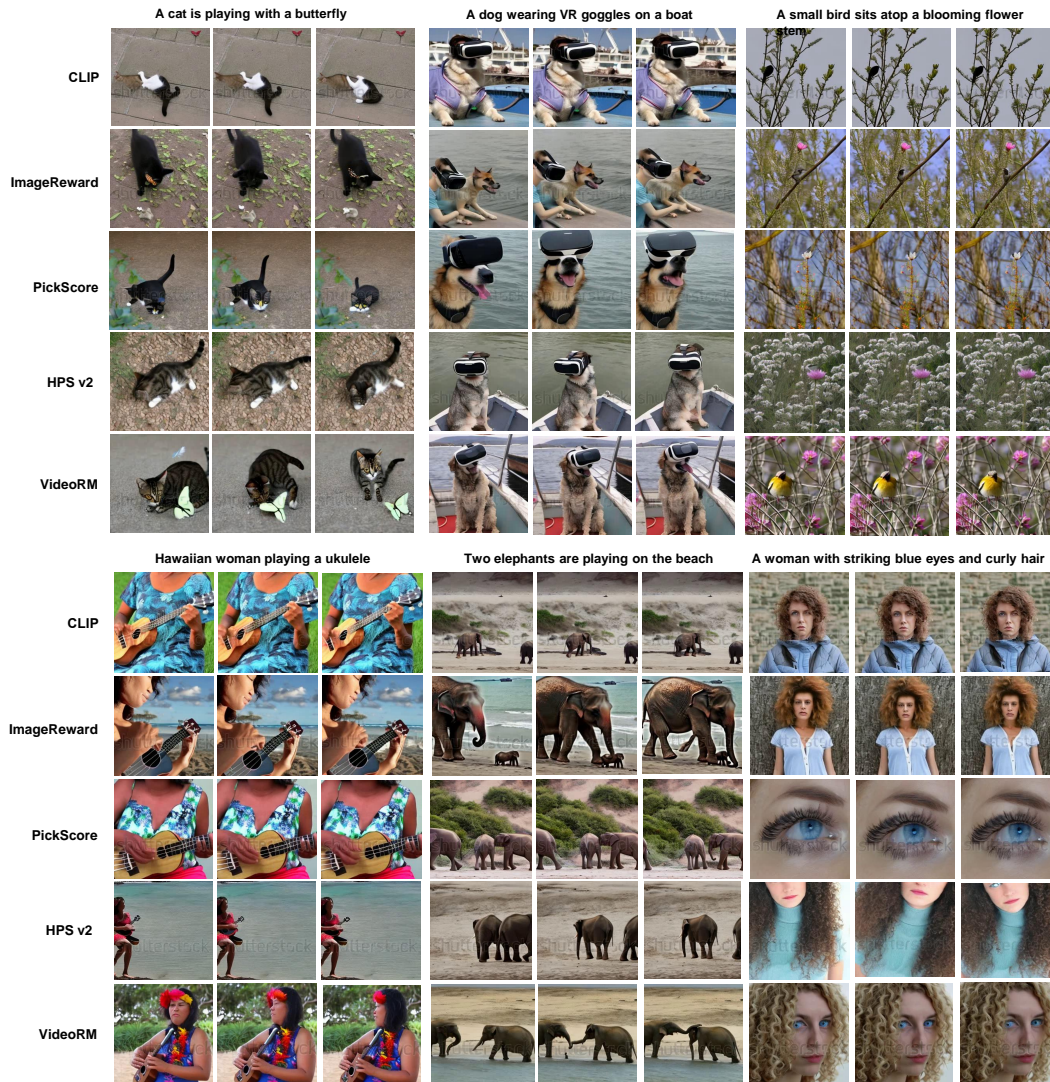 A cat is playing with a butterfly
A dog wearing VR goggles on a boat
A small bird sits atop a blooming flower
stem
CLIP
ImageReward
PickScore
HPS v2
VideoRM
Hawaiian woman playing a ukulele
Two elephants are playing on the beach
A woman with striking blue eyes and curly hair
CLIP
ImageReward
PickScore
HPS v2
VideoRM